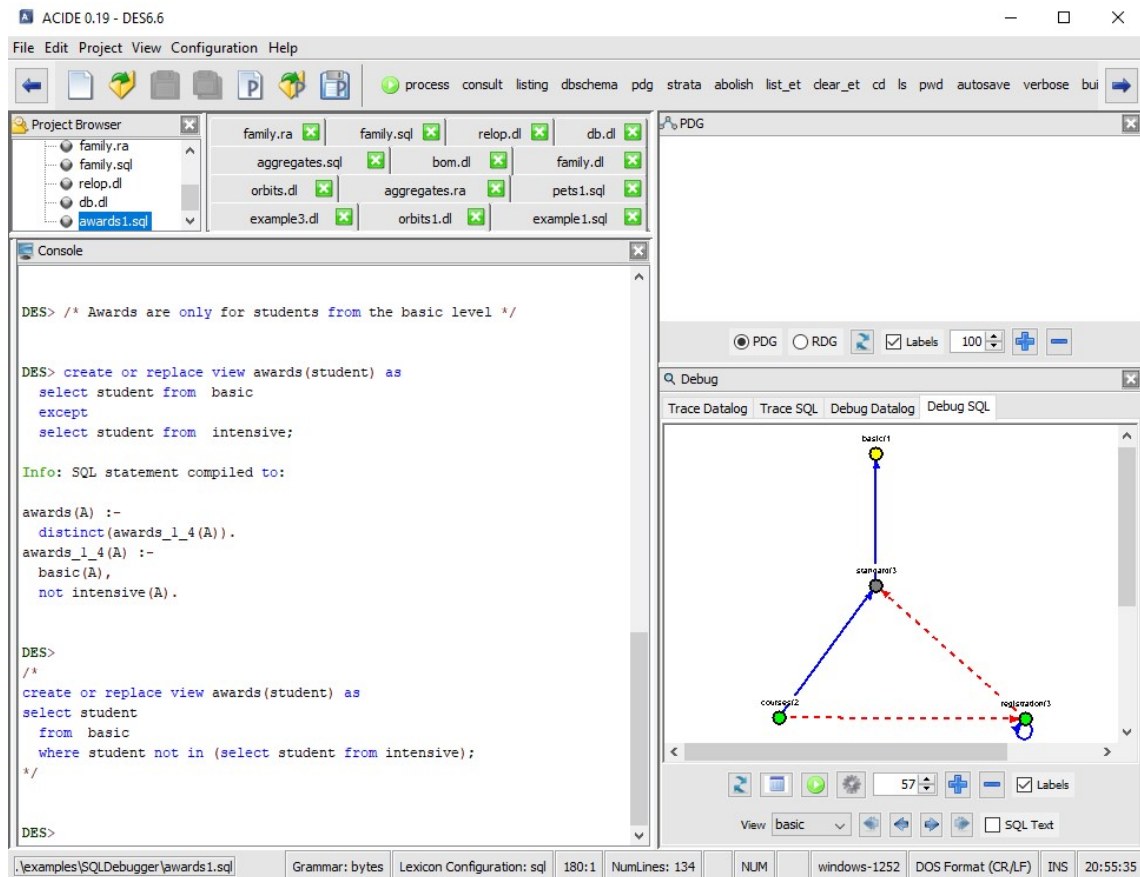 ACIDE 0.19 - DES6.6
File Edit Project View Configuration Help
process consult listing dbschema pdg strata abolish list_et clear_et cd ls pwd autosave verbose bui
Project Browser
family.ra
family.sql
relop.dl
db.dl
awards1.sql
family.ra family.sql relop.dl db.dl
aggregates.sql bom.dl family.dl
orbits.dl aggregates.ra pets1.sql
example3.dl orbits1.dl example1.sql
Console
DES> /* Awards are only for students from the basic level */
DES> create or replace view awards(student) as
select student from basic
except
select student from intensive;
Info: SQL statement compiled to:
awards(A) :-
distinct(awards_1_4(A)).
awards_1_4(A) :-
basic(A),
not intensive(A).
DES>
/*
create or replace view awards(student) as
select student
from basic
where student not in (select student from intensive);
*/
DES>
PDG
PDG RDG Labels 100
Debug
Trace Datalog Trace SQL Debug Datalog Debug SQL
basic/1
standard/3
courses/2
registration/3
57 Labels
View basic SQL Text
.\examples\SQLDebugger\awards1.sql Grammar: bytes Lexicon Configuration: sql 180:1 NumLines: 134 NUM windows-1252 DOS Format (CR/LF) INS 20:55:35